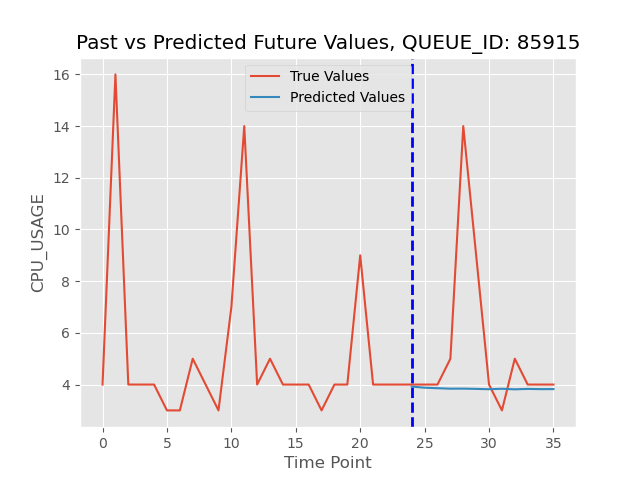 Past vs Predicted Future Values, QUEUE_ID: 85915
True Values
Predicted Values
CPU_USAGE
16
14
12
10
8
6
4
0 5 10 15 20 25 30 35
Time Point